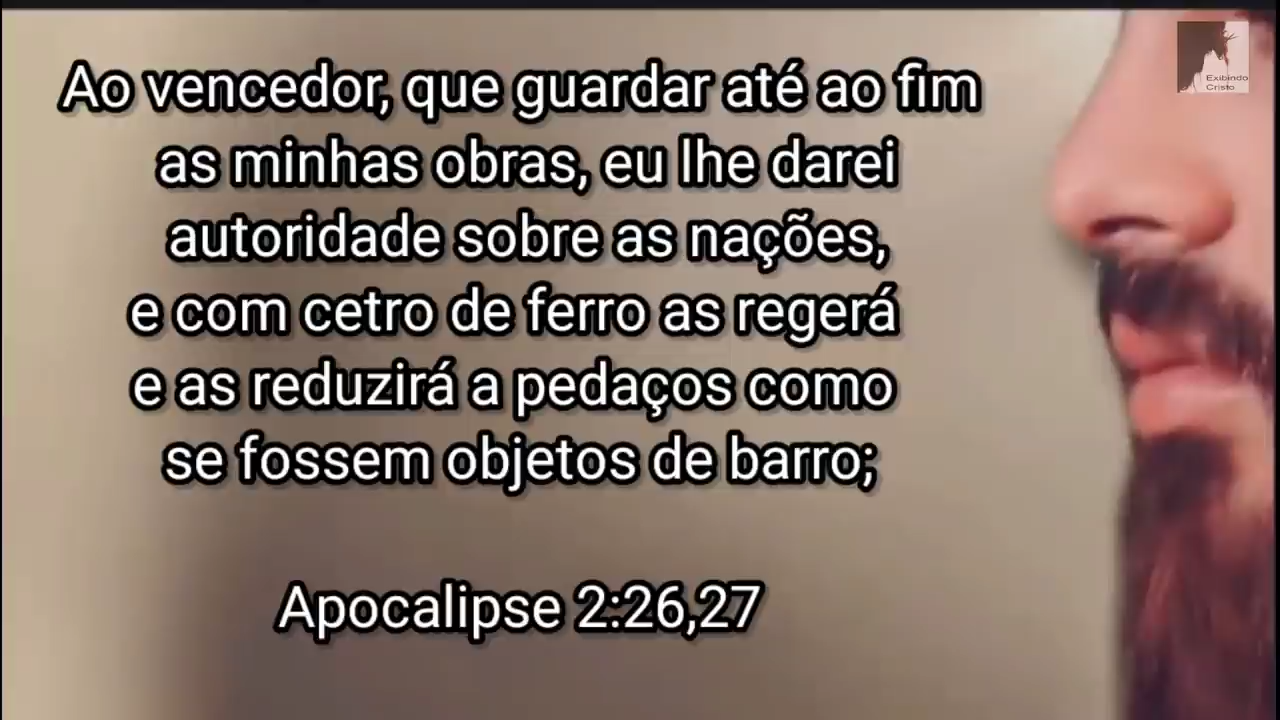 Exibindo
Cristo
Ao vencedor, que guardar até ao fim
as minhas obras, eu lhe darei
autoridade sobre as nações,
e com cetro de ferro as regerá
e as reduzirá a pedaços como
se fossem objetos de barro;
Apocalipse 2:26,27